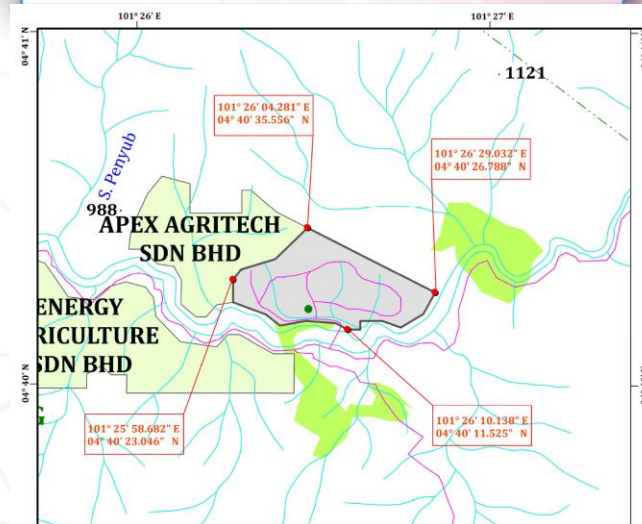 101° 26' E
101° 27' E
04° 41' N
1121
101° 26' 04.281" E
04° 40' 35.556" N
101° 26' 29.032" E
04° 40' 26.788" N
S. Penyub
988
APEX AGRITECH
SDN BHD
ENERGY
RICULTURE
SDN BHD
04° 40' N
G
101° 25' 58.682" E
04° 40' 23.046" N
101° 26' 10.138" E
04° 40' 11.525" N